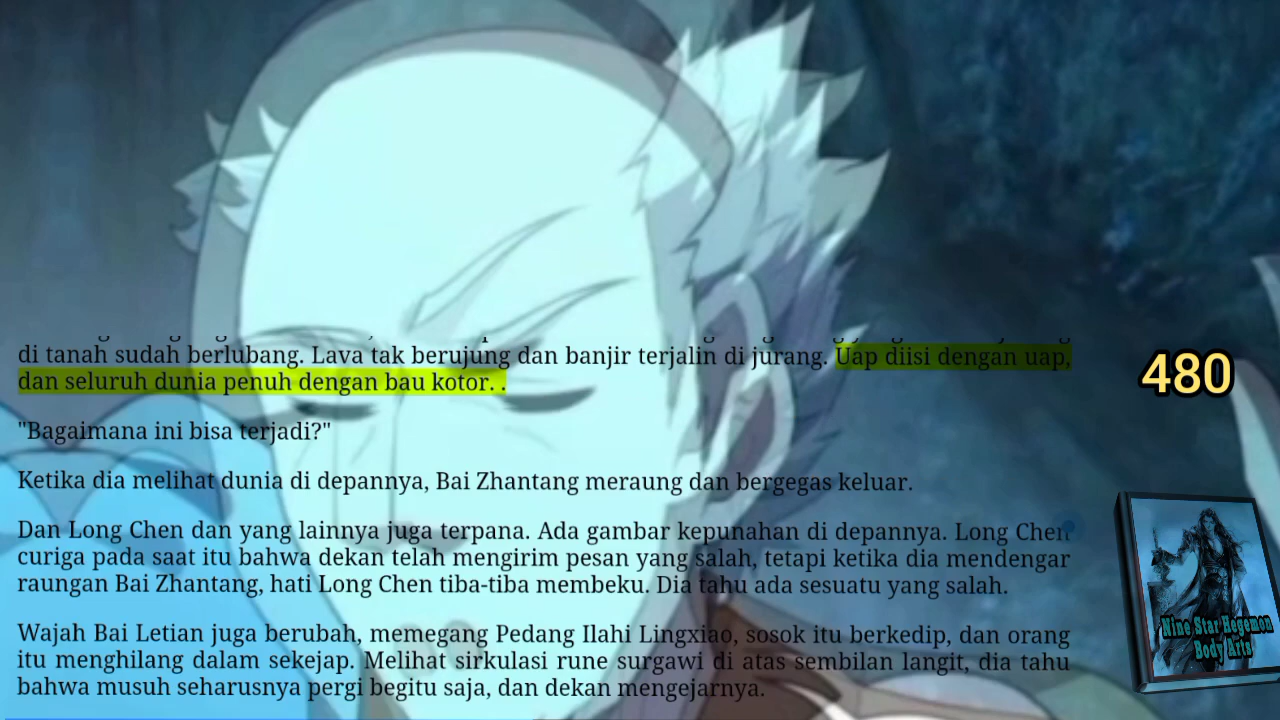 di tanah sudah berlubang. Lava tak berujung dan banjir terjalin di jurang. Uap diisi dengan uap,
dan seluruh dunia penuh dengan bau kotor. .
"Bagaimana ini bisa terjadi?"
Ketika dia melihat dunia di depannya, Bai Zhantang meraung dan bergegas keluar.
Dan Long Chen dan yang lainnya juga terpana. Ada gambar kepunahan di depannya. Long Chen
curiga pada saat itu bahwa dekan telah mengirim pesan yang salah, tetapi ketika dia mendengar
raungan Bai Zhantang, hati Long Chen tiba-tiba membeku. Dia tahu ada sesuatu yang salah.
Wajah Bai Letian juga berubah, memegang Pedang Ilahi Lingxiao, sosok itu berkedip, dan orang
itu menghilang dalam sekejap. Melihat sirkulasi rune surgawi di atas sembilan langit, dia tahu
bahwa musuh seharusnya pergi begitu saja, dan dekan mengejarnya.
480
Nine Star Hegemon
Body Arts